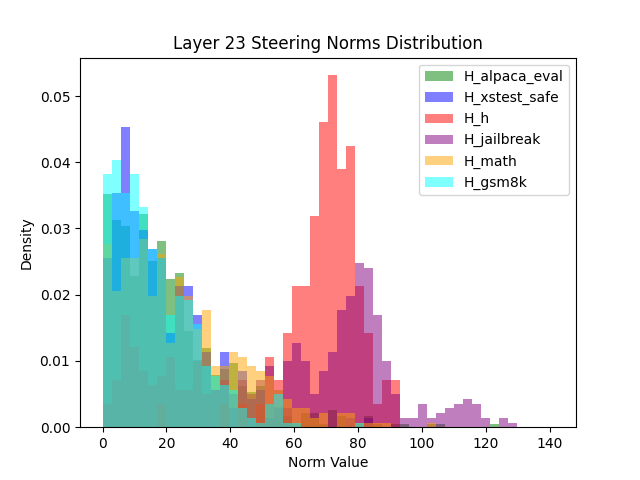 Layer 23 Steering Norms Distribution
H_alpaca_eval
H_xstest_safe
H_h
H_jailbreak
H_math
H_gsm8k
Density
0.05
0.04
0.03
0.02
0.01
0.00
0 20 40 60 80 100 120 140
Norm Value